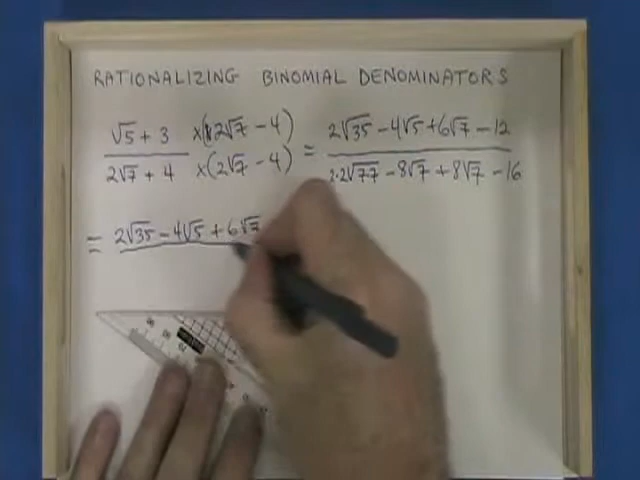 RATIONALIZING BINOMIAL DENOMINATORS
√5 + 3 x(2√7 - 4) = 2√35 - 4√5 + 6√7 - 12
2√7 + 4 x(2√7 - 4) 2·2√77 - 8√7 + 8√7 - 16
= 2√35 - 4√5 + 6√7